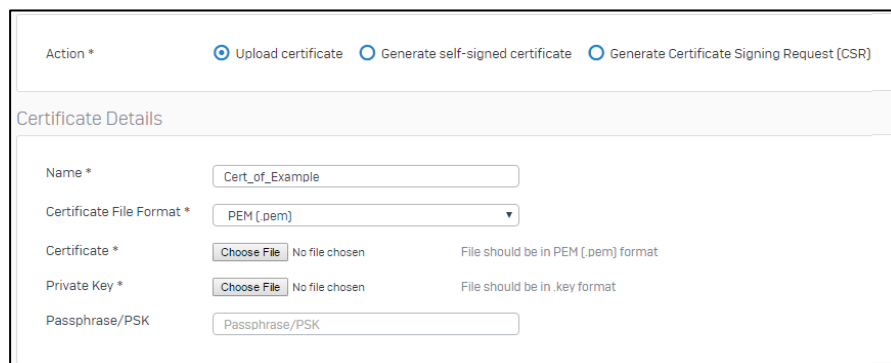 Action * Upload certificate Generate self-signed certificate Generate Certificate Signing Request (CSR)
Certificate Details
Name * Cert_of_Example
Certificate File Format * PEM (.pem)
Certificate * Choose File No file chosen File should be in PEM (.pem) format
Private Key * Choose File No file chosen File should be in .key format
Passphrase/PSK Passphrase/PSK